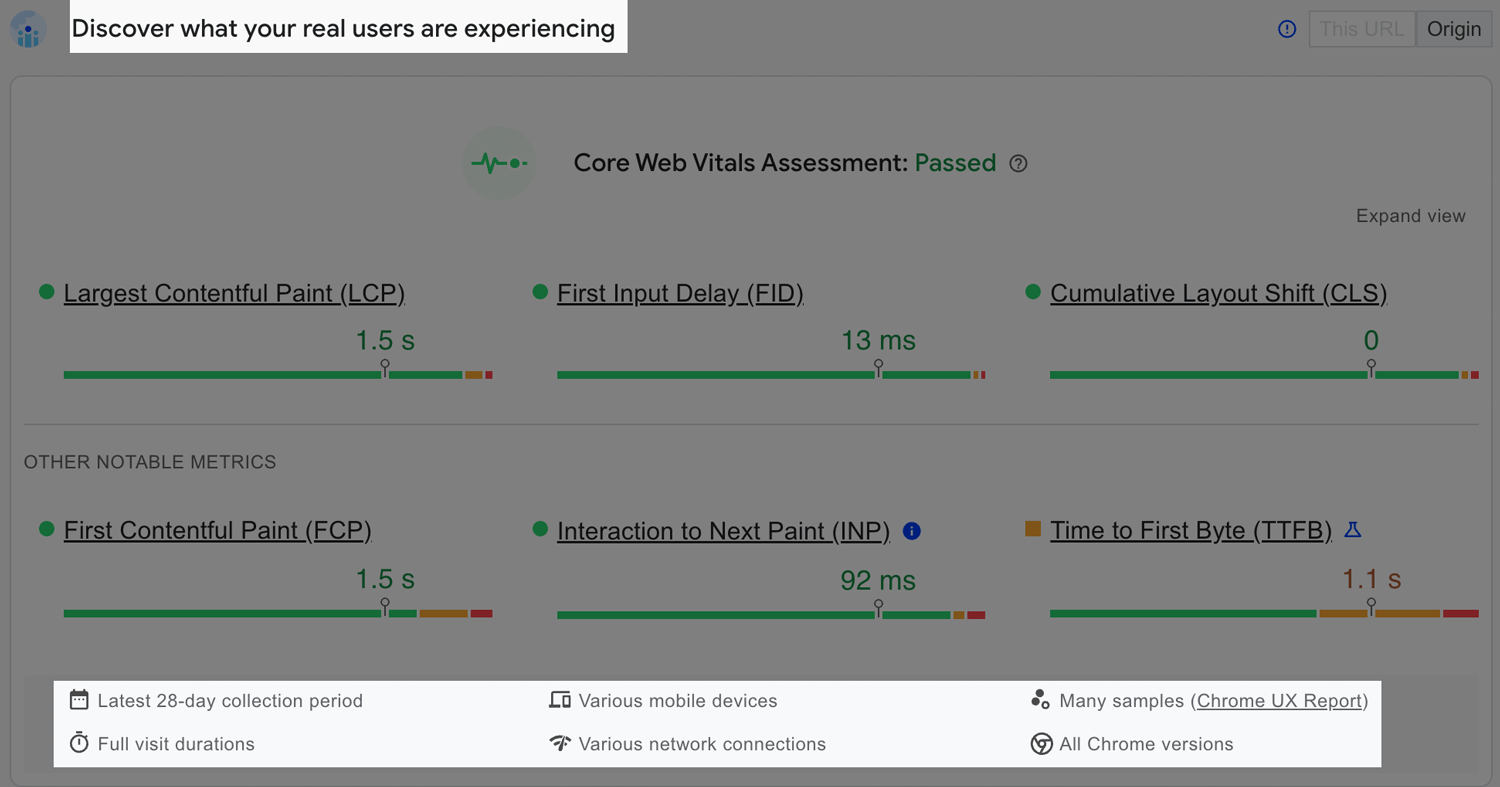 Discover what your real users are experiencing
This URL
Origin
Core Web Vitals Assessment: Passed
Expand view
Largest Contentful Paint (LCP)
1.5 s
First Input Delay (FID)
13 ms
Cumulative Layout Shift (CLS)
0
OTHER NOTABLE METRICS
First Contentful Paint (FCP)
1.5 s
Interaction to Next Paint (INP)
92 ms
Time to First Byte (TTFB)
1.1 s
Latest 28-day collection period
Various mobile devices
Many samples (Chrome UX Report)
Full visit durations
Various network connections
All Chrome versions